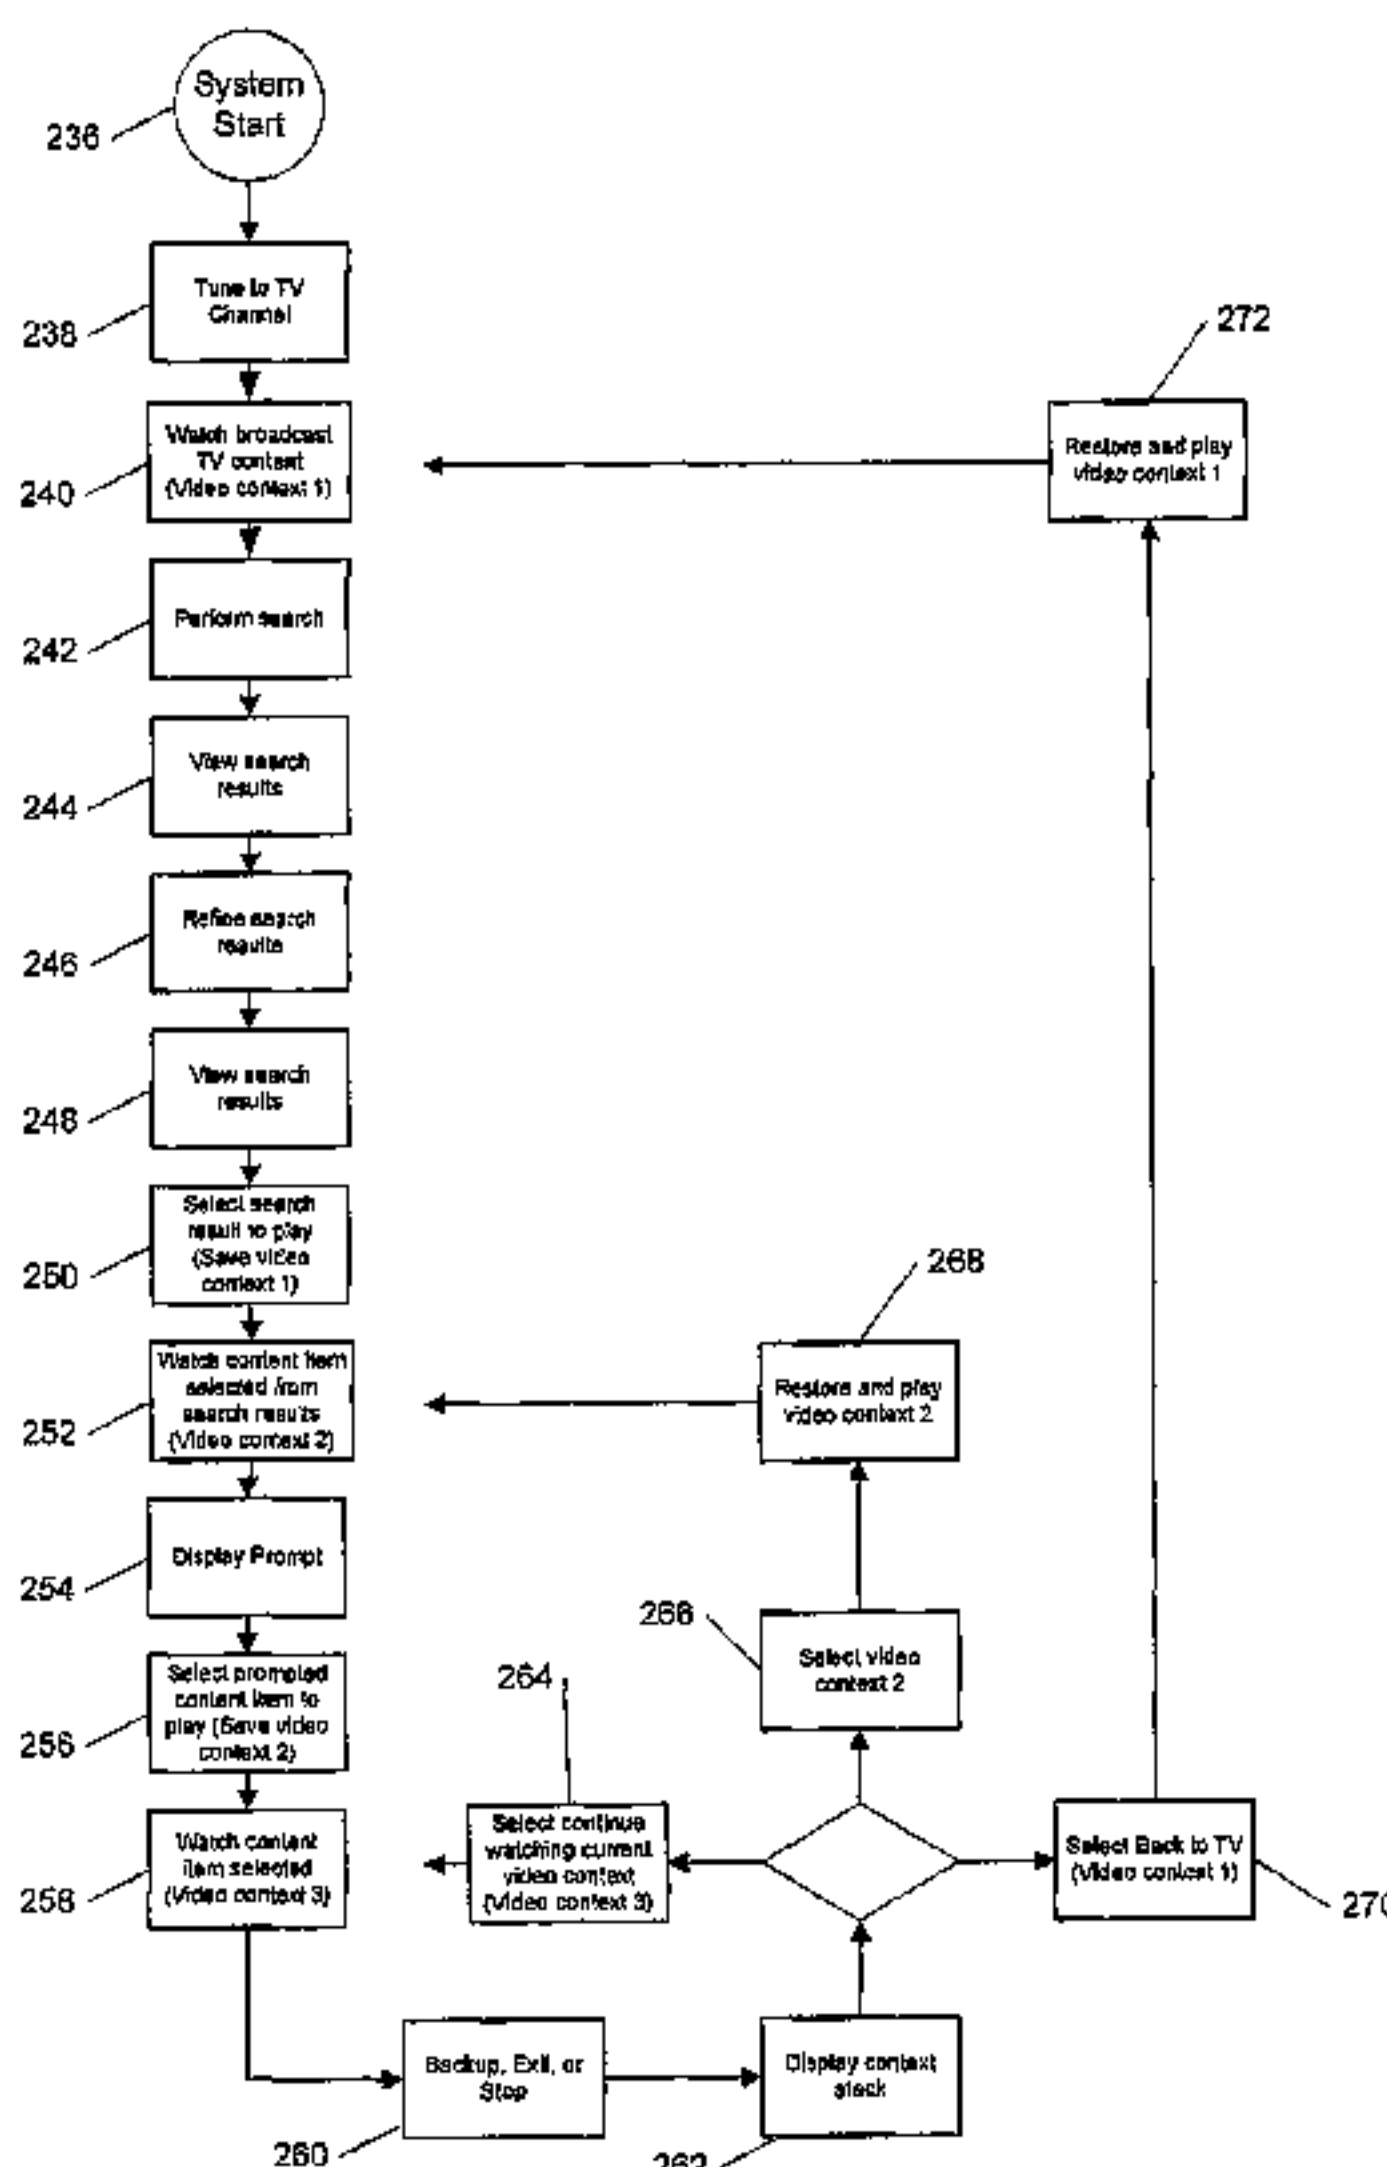 System
Start
236
Tune to TV
Channel
238
272
Watch broadcast
TV content
(Video context 1)
240
Restore and play
video context 1
Perform search
242
View search
results
244
Refine search
results
246
View search
results
248
Select search
result to play
(Save video
context 1)
250
268
Watch content item
selected from
search results
(Video context 2)
252
Restore and play
video context 2
Display Prompt
254
266
Select video
context 2
Select prompted
content item to
play (Save video
context 2)
256
264
Watch content
item selected
(Video context 3)
258
Select continue
watching current
video context
(Video context 3)
Select Back to TV
(Video context 1)
270
Backup, Exit, or
Stop
260
Display context
stack
262